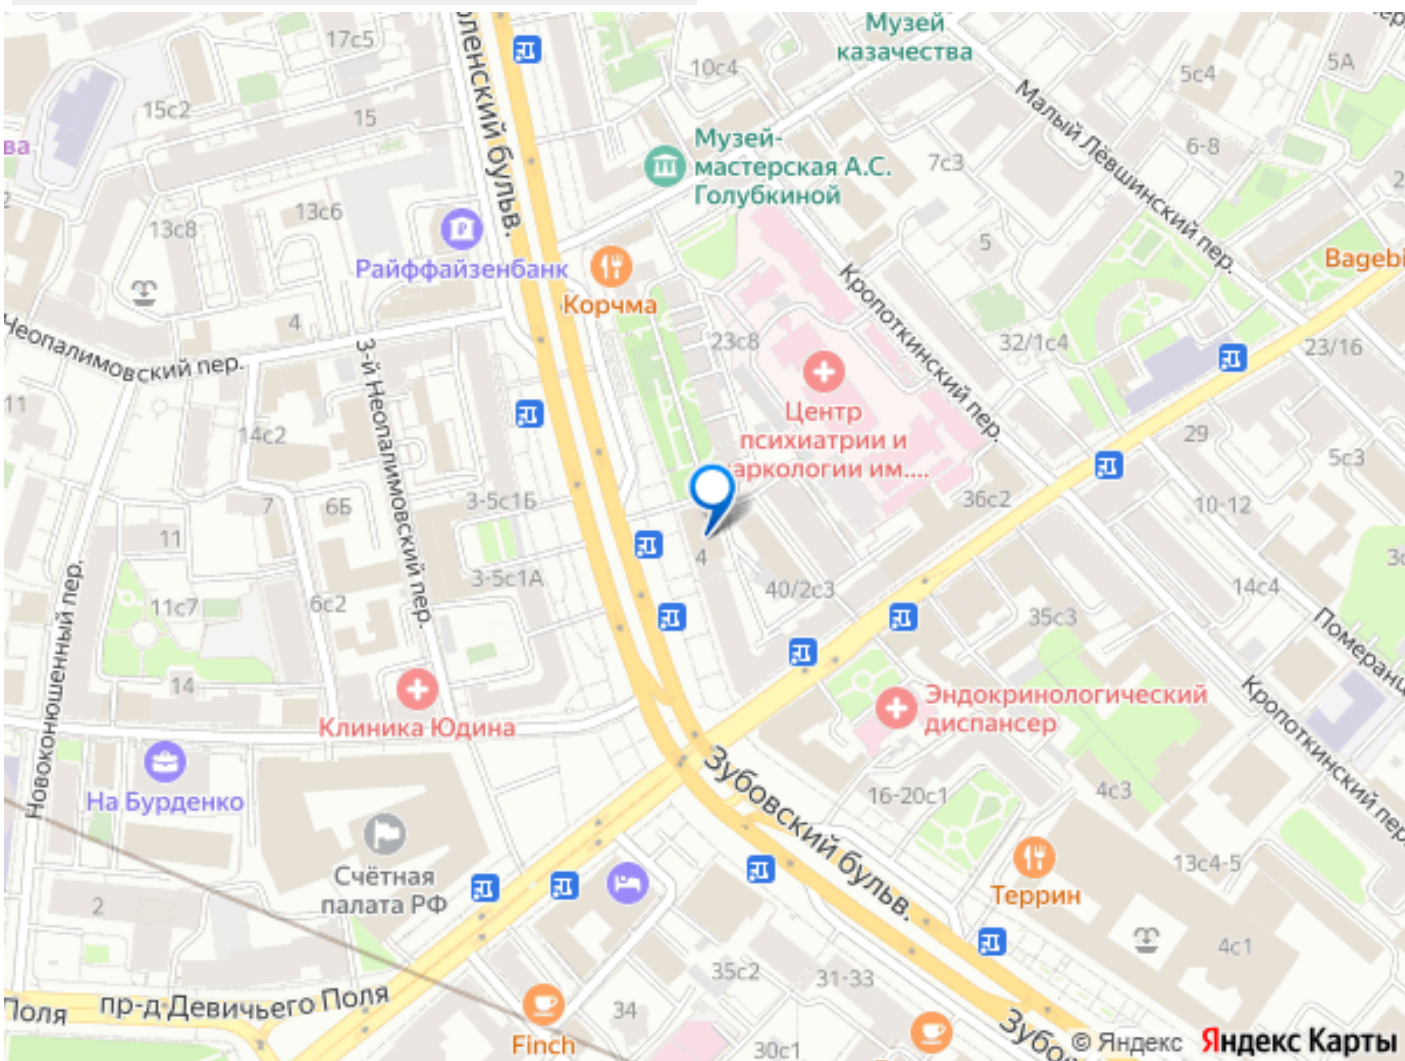 Музей
казачества
17с5
10с4
5с4
5А
15с2
15
Малый Лёвшинский пер.
Музей-
мастерская А.С.
Голубкиной
7с3
6-8
ва
2
13с8
13с6
5
Райффайзенбанк
Корчма
Bagebi
Кропоткинский пер.
4
23с8
32/1с4
23/16
Неопалимовский пер.
3-й Неопалимовский пер.
11
Центр
психиатрии и
наркологии им....
14с2
29
5с3
7
6Б
3-5с1Б
36с2
10-12
11
4
3-5с1А
40/2с3
14с4
11с7
6с2
35с3
Новоконюшенный пер.
14
Клиника Юдина
Эндокринологический
диспансер
Кропоткинский пер.
На Бурденко
Зубовский бульв.
16-20с1
4с3
Счётная
палата РФ
2
Террин
13с4-5
4с1
35с2
31-33
34
пр-д Девичьего Поля
Поля
Finch
30с1
© Яндекс
Яндекс Карты